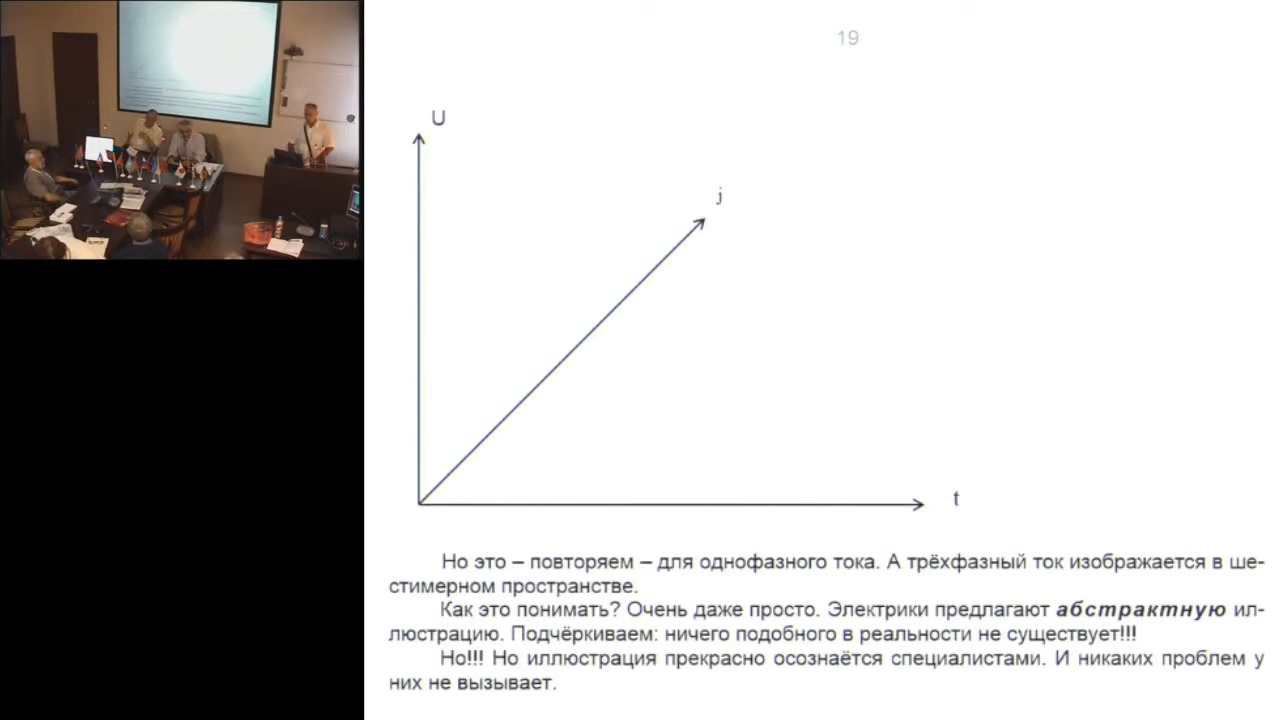 19
U
j
t
Но это – повторяем – для однофазного тока. А трёхфазный ток изображается в ше-
стимерном пространстве.
Как это понимать? Очень даже просто. Электрики предлагают абстрактную ил-
люстрацию. Подчёркиваем: ничего подобного в реальности не существует!!!
Но!!! Но иллюстрация прекрасно осознаётся специалистами. И никаких проблем у
них не вызывает.